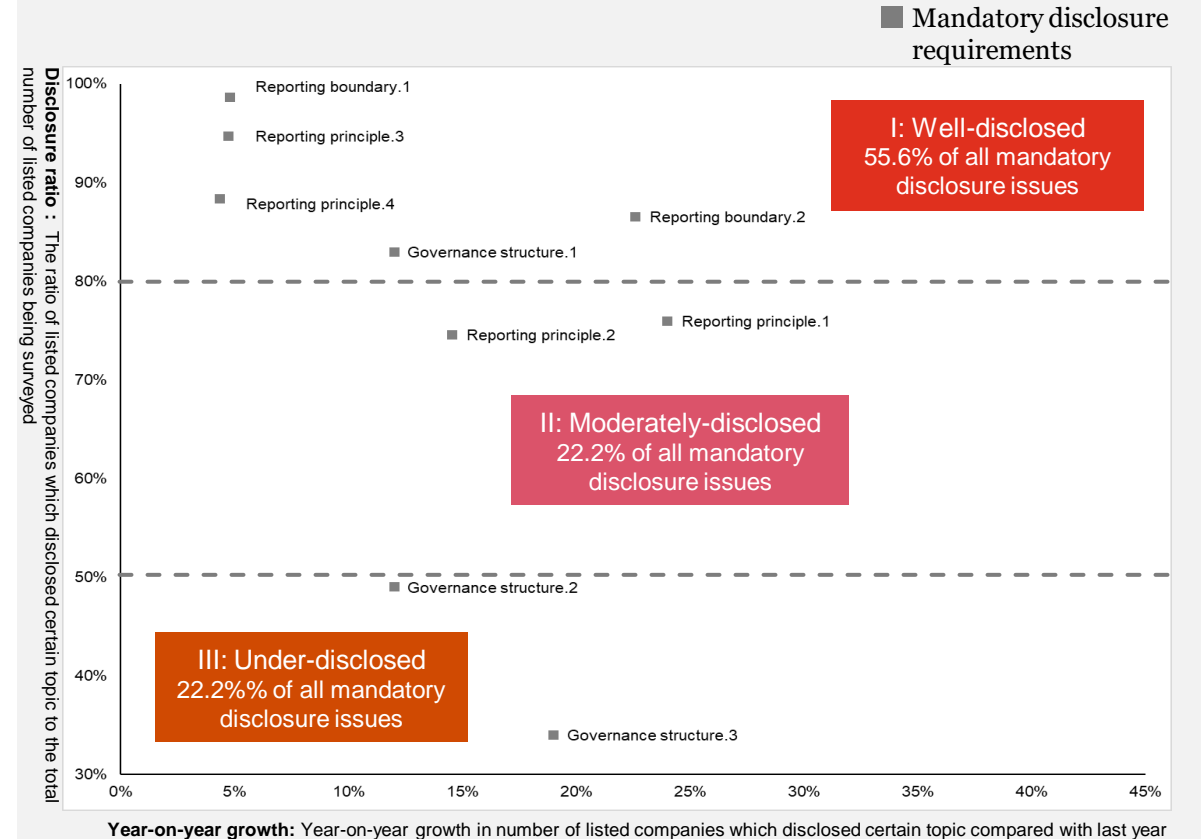 Mandatory disclosure
requirements
Disclosure ratio : The ratio of listed companies which disclosed certain topic to the total
number of listed companies being surveyed
100%
90%
80%
70%
60%
50%
40%
30%
Reporting boundary.1
Reporting principle.3
Reporting principle.4
Reporting boundary.2
Governance structure.1
I: Well-disclosed
55.6% of all mandatory
disclosure issues
Reporting principle.1
Reporting principle.2
II: Moderately-disclosed
22.2% of all mandatory
disclosure issues
Governance structure.2
III: Under-disclosed
22.2%% of all mandatory
disclosure issues
Governance structure.3
0% 5% 10% 15% 20% 25% 30% 35% 40% 45%
Year-on-year growth: Year-on-year growth in number of listed companies which disclosed certain topic compared with last year